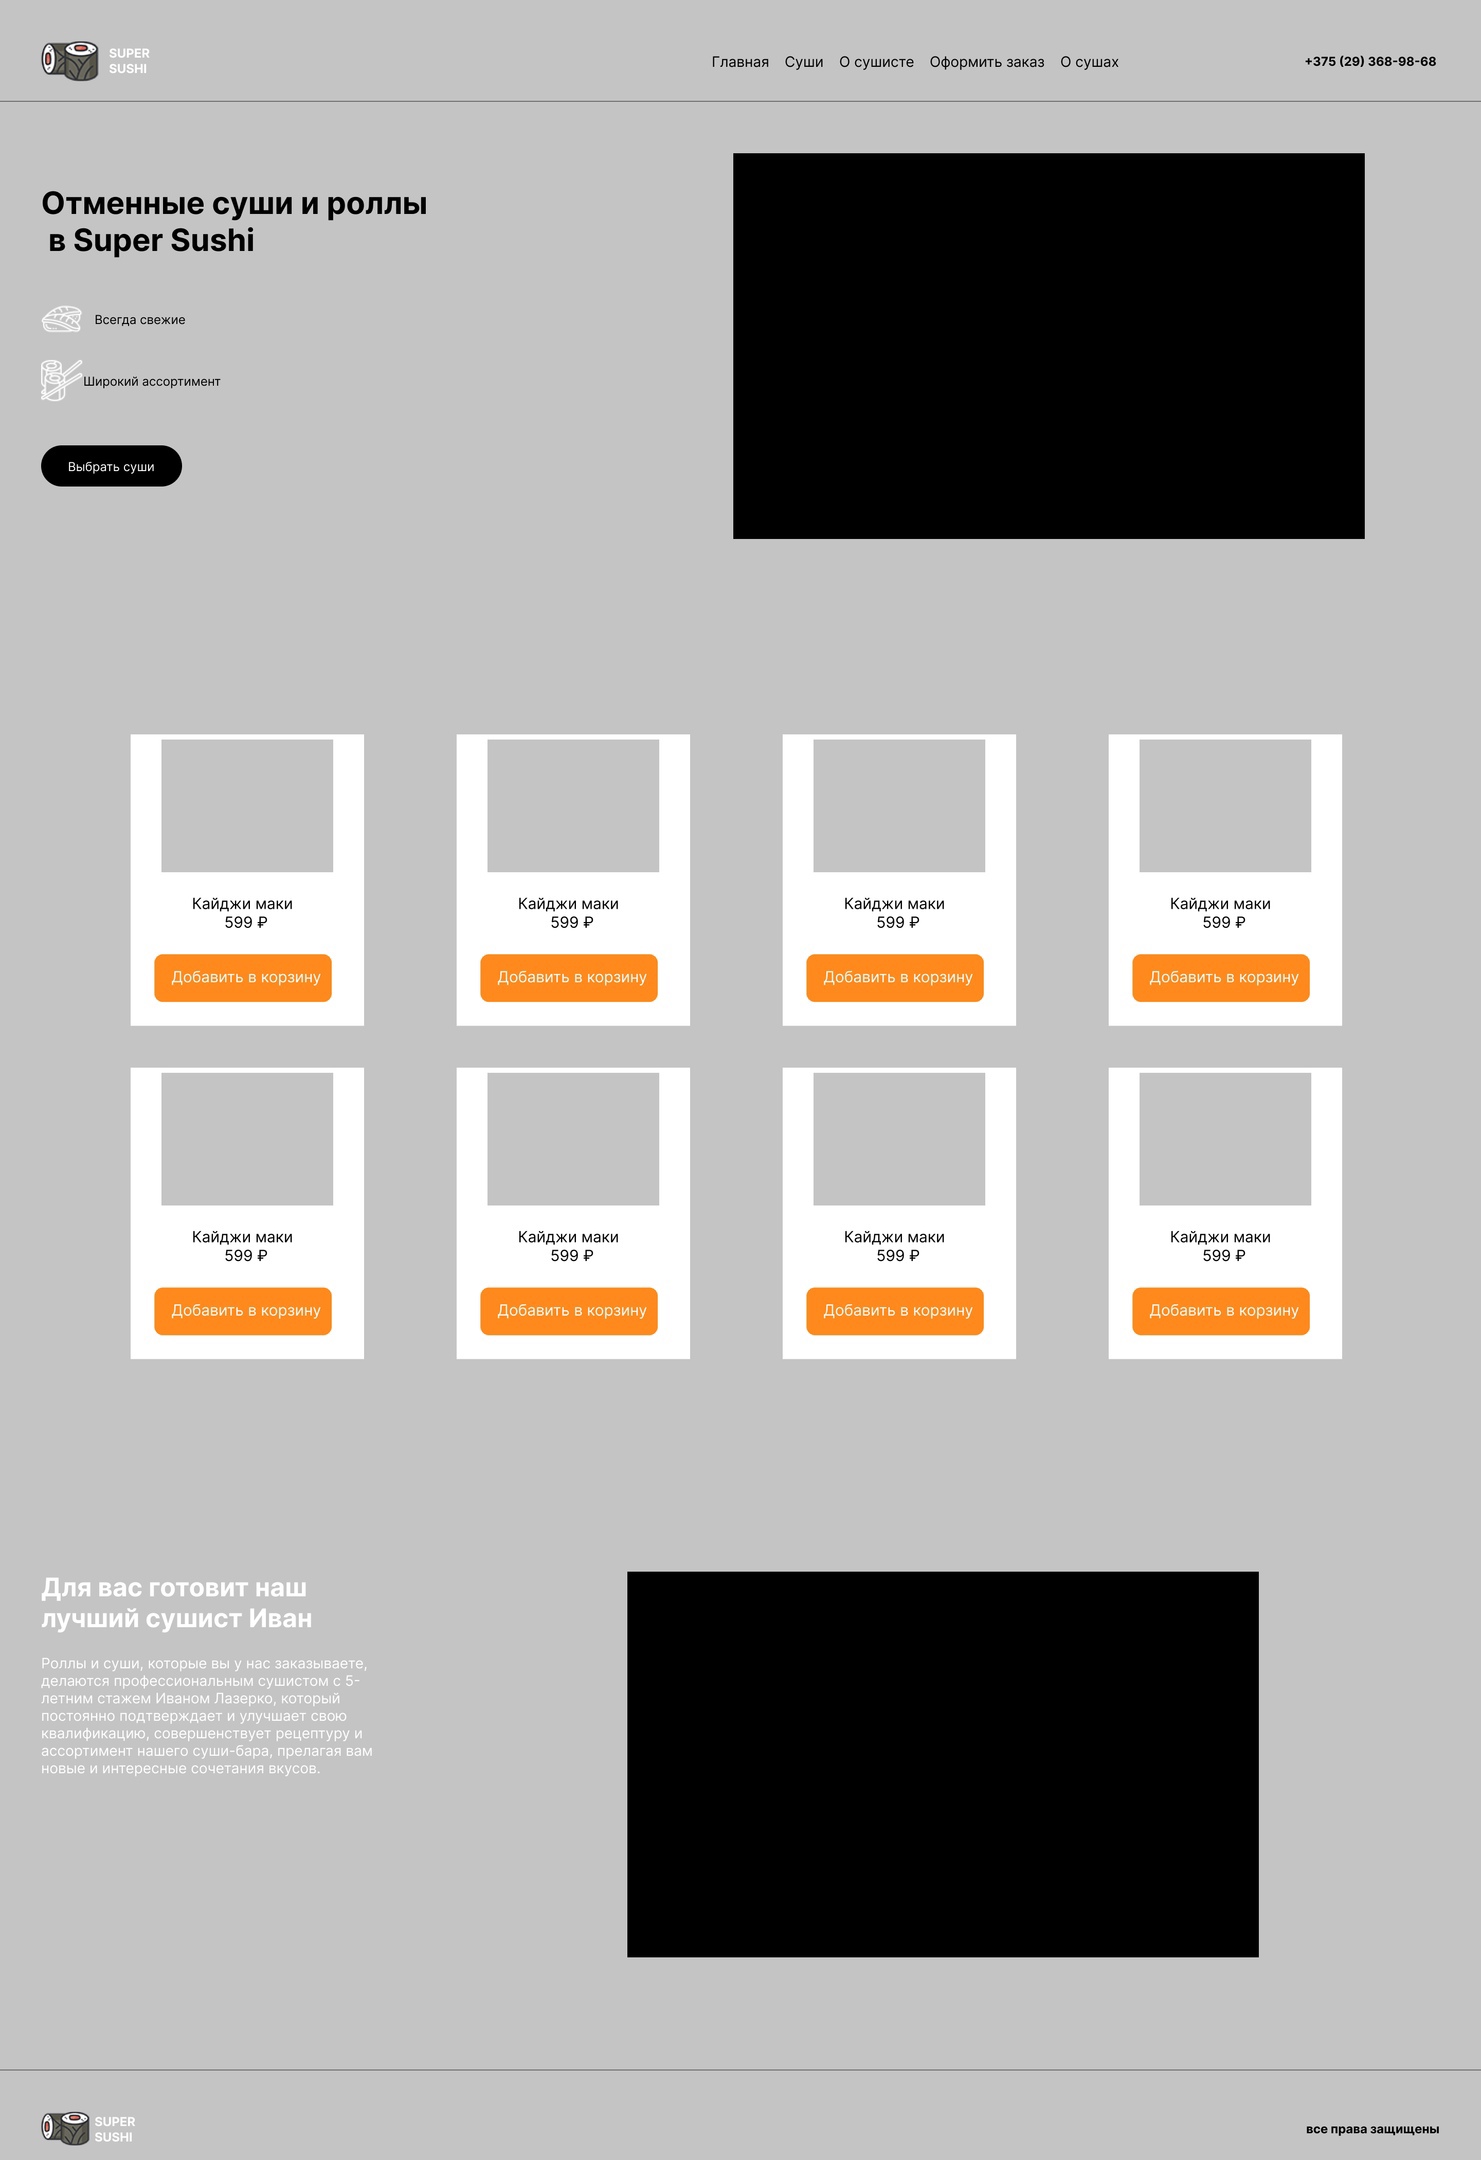 SUPER
SUSHI
Главная Суши О сушисте Оформить заказ О сушах
+375 (29) 368-98-68
Отменные суши и роллы
в Super Sushi
Всегда свежие
Широкий ассортимент
Выбрать суши
Кайджи маки
599 ₽
Добавить в корзину
Кайджи маки
599 ₽
Добавить в корзину
Кайджи маки
599 ₽
Добавить в корзину
Кайджи маки
599 ₽
Добавить в корзину
Кайджи маки
599 ₽
Добавить в корзину
Кайджи маки
599 ₽
Добавить в корзину
Кайджи маки
599 ₽
Добавить в корзину
Кайджи маки
599 ₽
Добавить в корзину
Для вас готовит наш
лучший сушист Иван
Роллы и суши, которые вы у нас заказываете,
делаются профессиональным сушистом с 5-
летним стажем Иваном Лазерко, который
постоянно подтверждает и улучшает свою
квалификацию, совершенствует рецептуру и
ассортимент нашего суши-бара, прелагая вам
новые и интересные сочетания вкусов.
SUPER
SUSHI
все права защищены